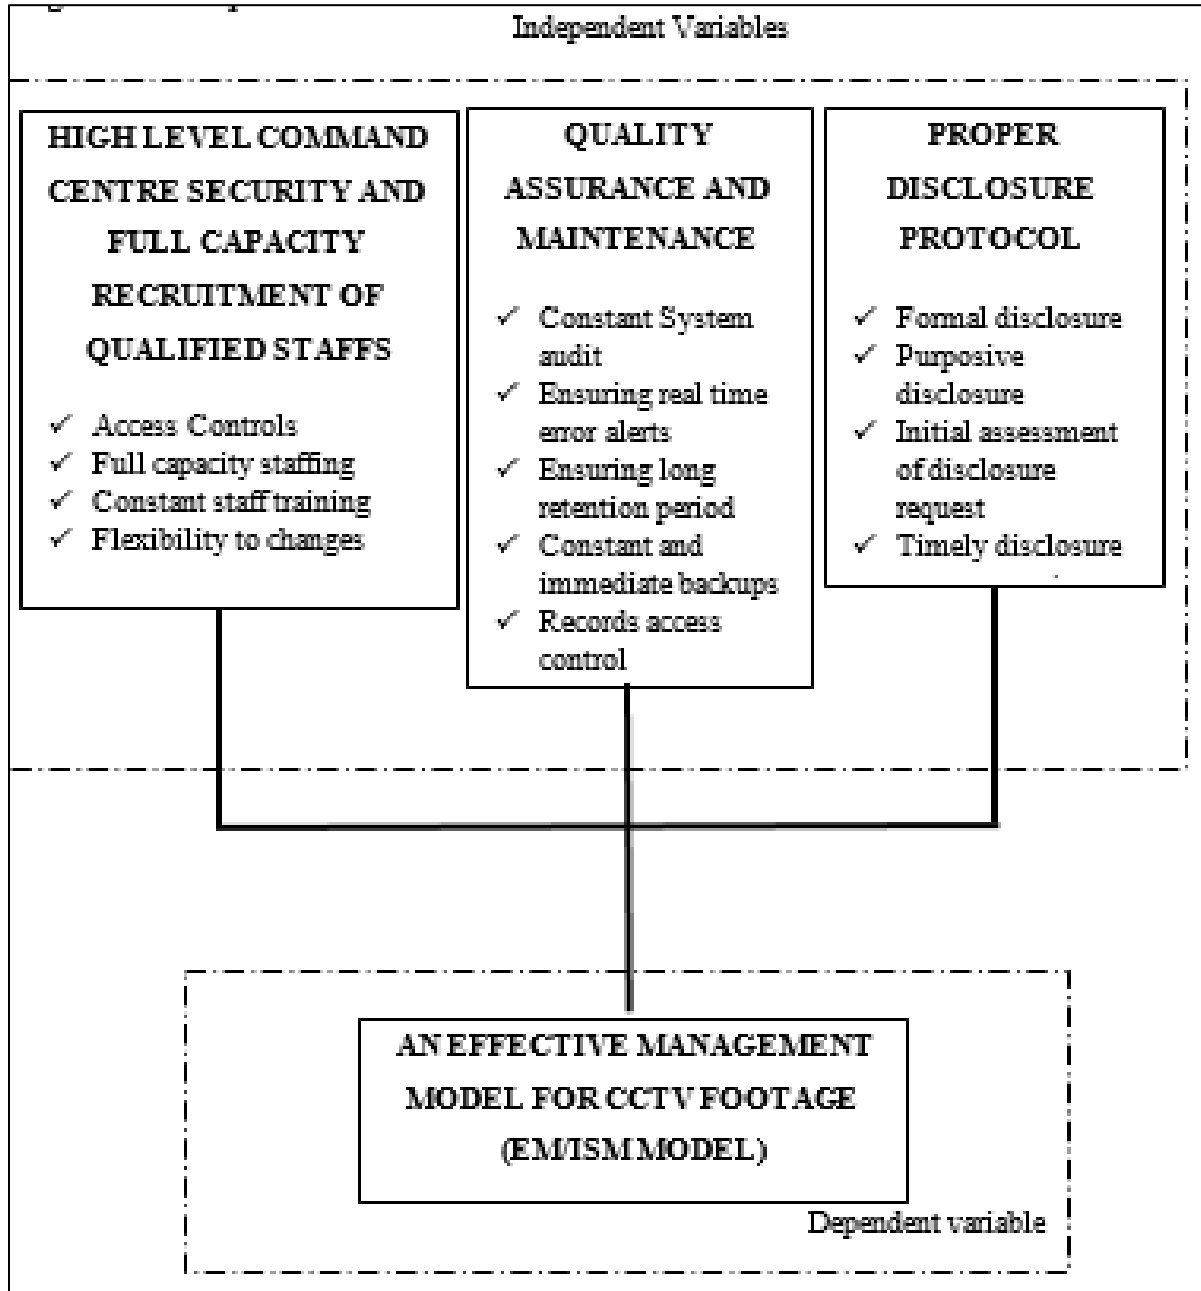 Independent Variables
HIGH LEVEL COMMAND
CENTRE SECURITY AND
FULL CAPACITY
RECRUITMENT OF
QUALIFIED STAFFS
✓ Access Controls
✓ Full capacity staffing
✓ Constant staff training
✓ Flexibility to changes
QUALITY
ASSURANCE AND
MAINTENANCE
✓ Constant System
audit
✓ Ensuring real time
error alerts
✓ Ensuring long
retention period
✓ Constant and
immediate backups
✓ Records access
control
PROPER
DISCLOSURE
PROTOCOL
✓ Formal disclosure
✓ Purposive
disclosure
✓ Initial assessment
of disclosure
request
✓ Timely disclosure
AN EFFECTIVE MANAGEMENT
MODEL FOR CCTV FOOTAGE
(EM/ISM MODEL)
Dependent variable